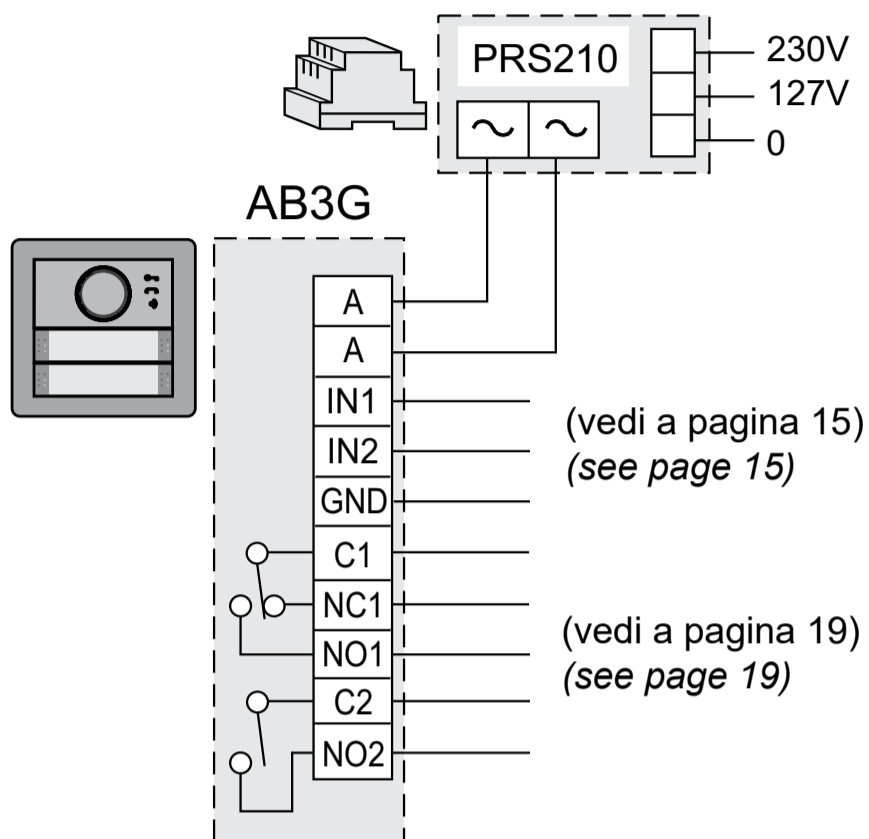 PRS210
230V
127V
0
~ ~
AB3G
A
A
IN1
IN2
GND
C1
NC1
NO1
C2
NO2
(vedi a pagina 15)
(see page 15)
(vedi a pagina 19)
(see page 19)